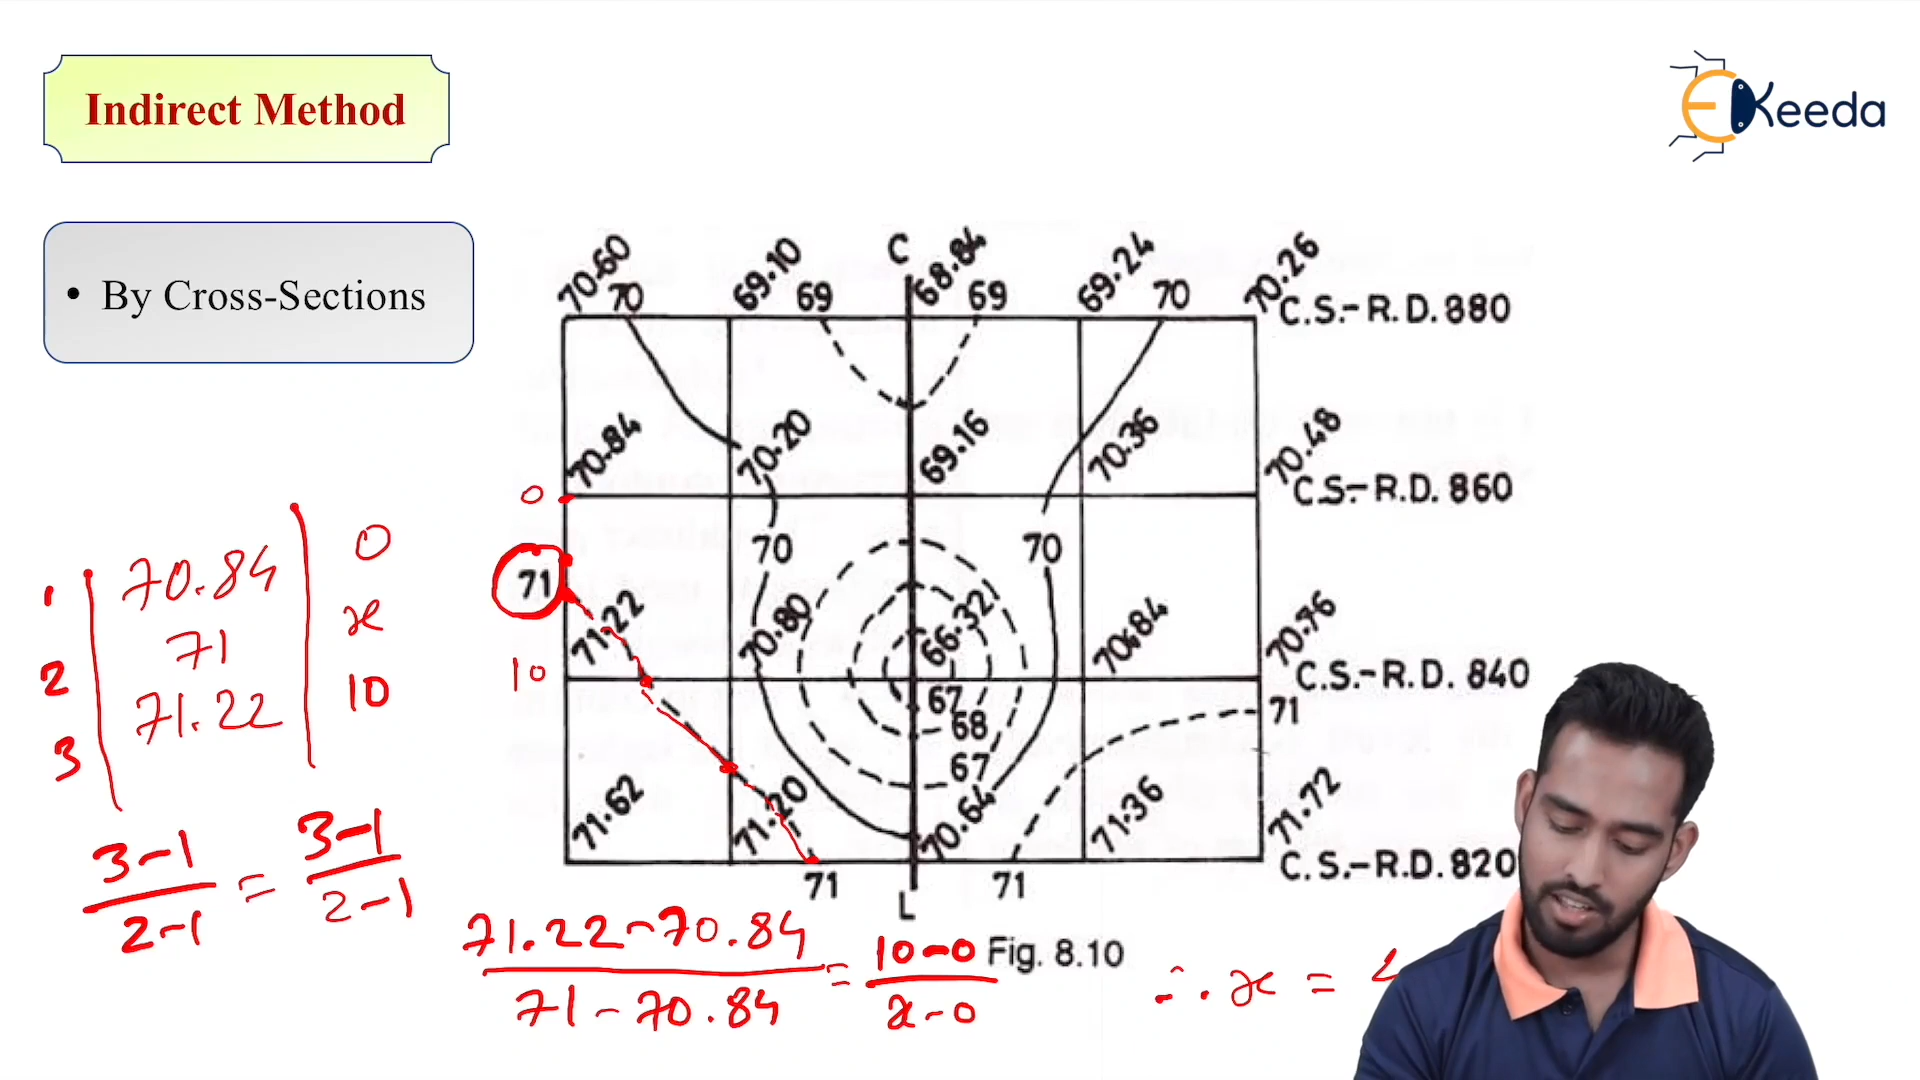 Indirect Method
EKeeda
• By Cross-Sections
C
70.60 69.10 68.84 69.24 70.26
70 69 69 70
C.S.-R.D. 880
70.84 70.20 69.16 70.36 70.48
0
C.S.-R.D. 860
70 70
71
71.22 70.80 66.32 70.84 70.76
10
C.S.-R.D. 840
67
68
67
71
71.62 71.20 70.64 71.36 71.72
C.S.-R.D. 820
71 71
L
Fig. 8.10
1 70.84 0
2 71 x
3 71.22 10
3-1 = 3-1
2-1 2-1
71.22-70.84 = 10-0
71-70.84 x-0
∴ x =